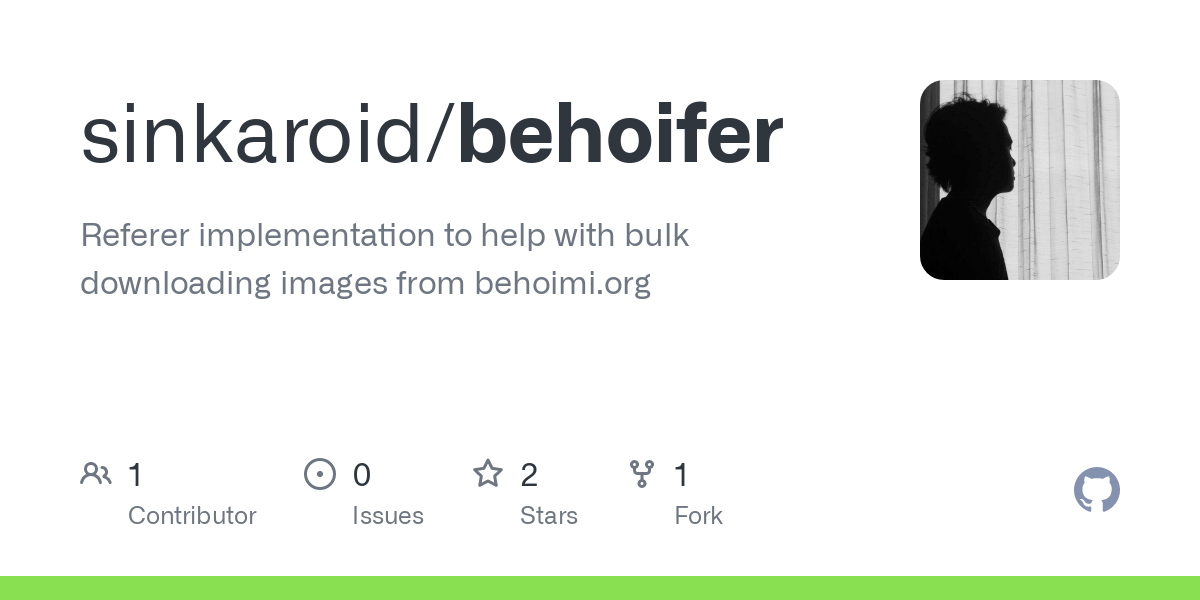 sinkaroid/behoifer
Referer implementation to help with bulk
downloading images from behoimi.org
1
Contributor
0
Issues
2
Stars
1
Fork